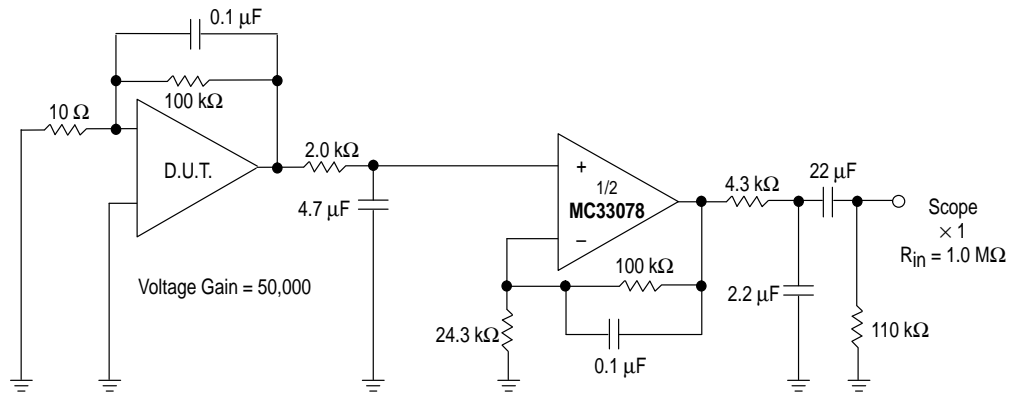 0.1 µF
100 kΩ
10 Ω
D.U.T.
2.0 kΩ
4.7 µF
+
1/2
MC33078
−
4.3 kΩ
22 µF
Scope
× 1
Rin = 1.0 MΩ
Voltage Gain = 50,000
100 kΩ
2.2 µF
24.3 kΩ
0.1 µF
110 kΩ